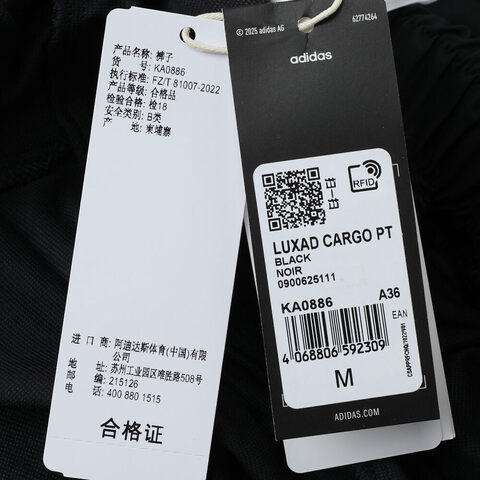 产品名称: 裤子
货 号: KA0886
执行标准: FZ/T 81007-2022
产品等级: 合格品
检验合格: 检18
安全类别: B类
产 地: 柬埔寨
进 口 商: 阿迪达斯体育(中国)有限
公司
地 址: 苏州工业园区唯胜路508号
邮 编: 215126
电 话: 400 880 1515
合格证
© 2025 adidas AG
62774264
adidas
RFID
LUXAD CARGO PT
BLACK
NOIR
0900625111
KA0886
A36
EAN
4 068806 592309
M
ADIDAS.COM